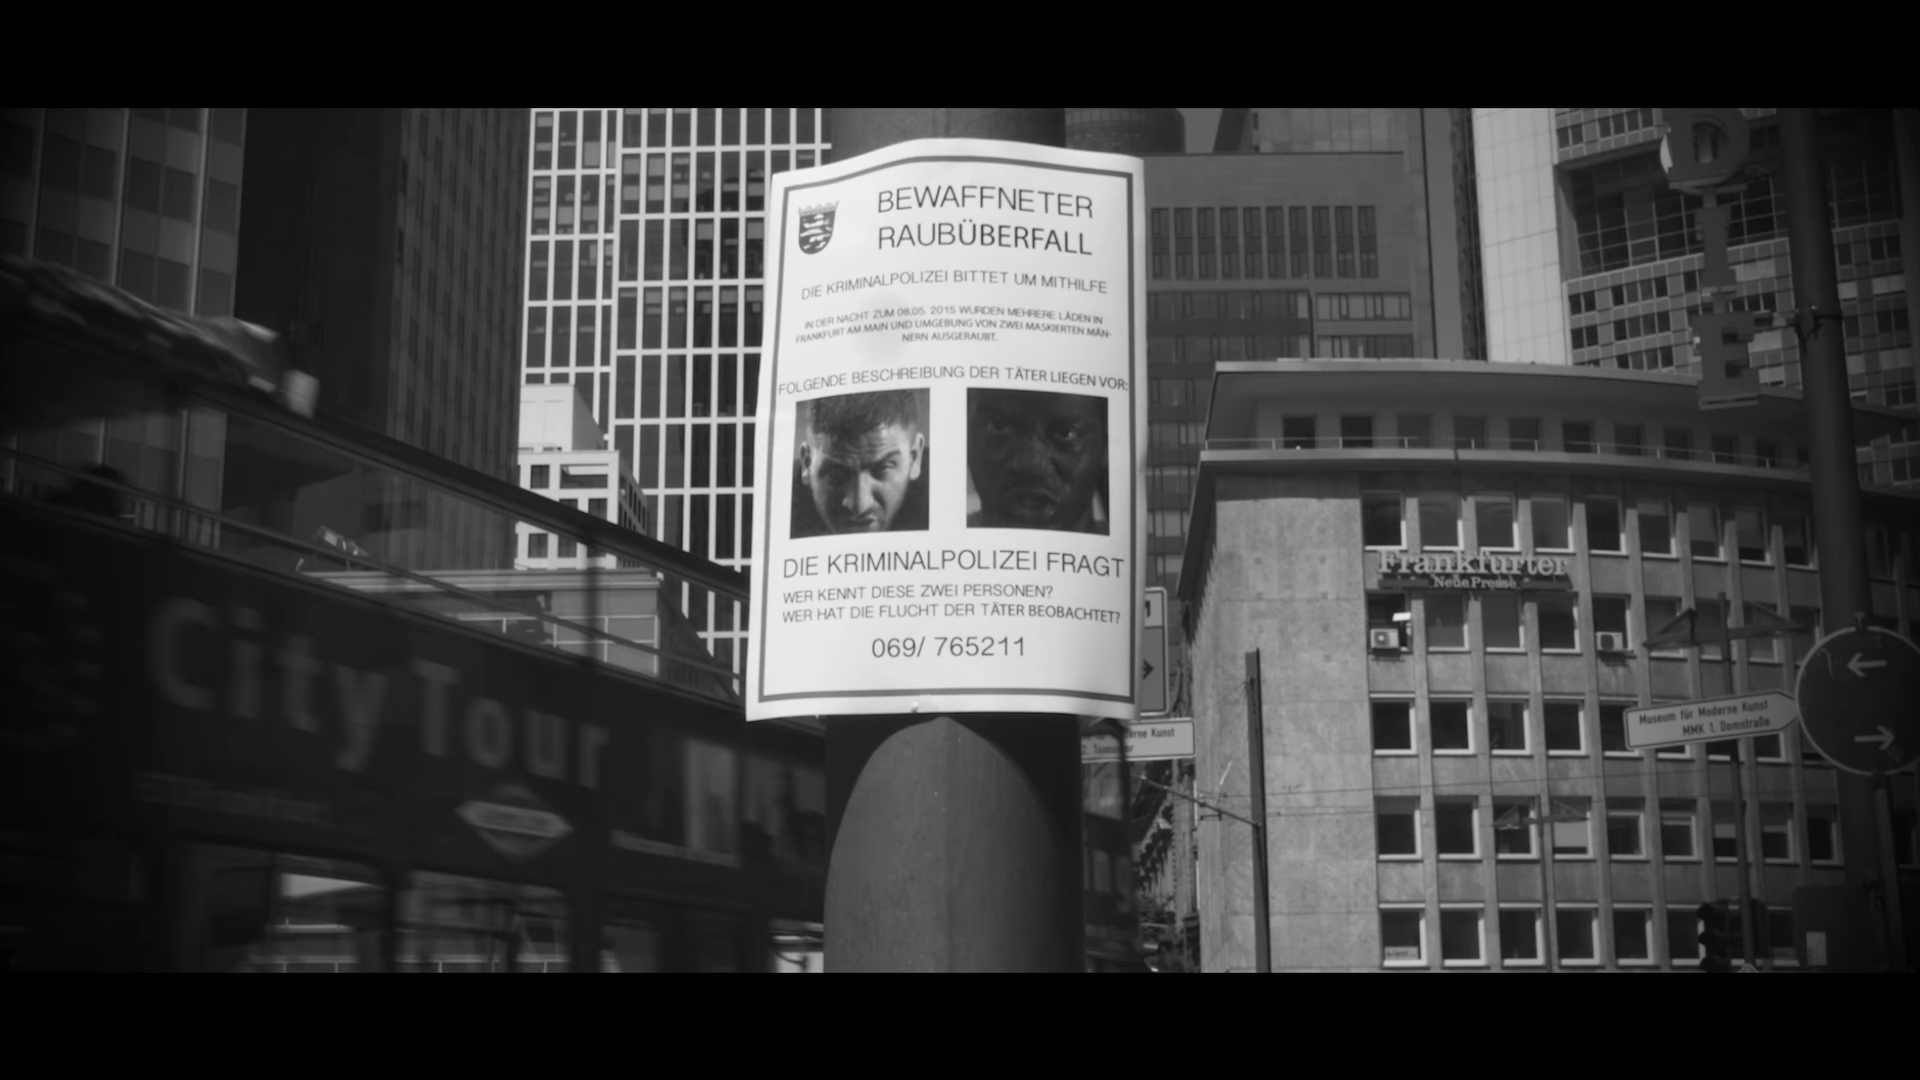 BEWAFFNETER
RAUBÜBERFALL
DIE KRIMINALPOLIZEI BITTET UM MITHILFE
IN DER NACHT ZUM 08.05. 2015 WURDEN MEHRERE LÄDEN IN
FRANKFURT AM MAIN UND UMGEBUNG VON ZWEI MASKIERTEN MÄN-
NERN AUSGERAUBT.
FOLGENDE BESCHREIBUNG DER TÄTER LIEGEN VOR:
DIE KRIMINALPOLIZEI FRAGT
WER KENNT DIESE ZWEI PERSONEN?
WER HAT DIE FLUCHT DER TÄTER BEOBACHTET?
069/ 765211
City Tour
Frankfurter
Neue Presse
Museum für Moderne Kunst
MMK 1, Domstraße
Kunst
DIE